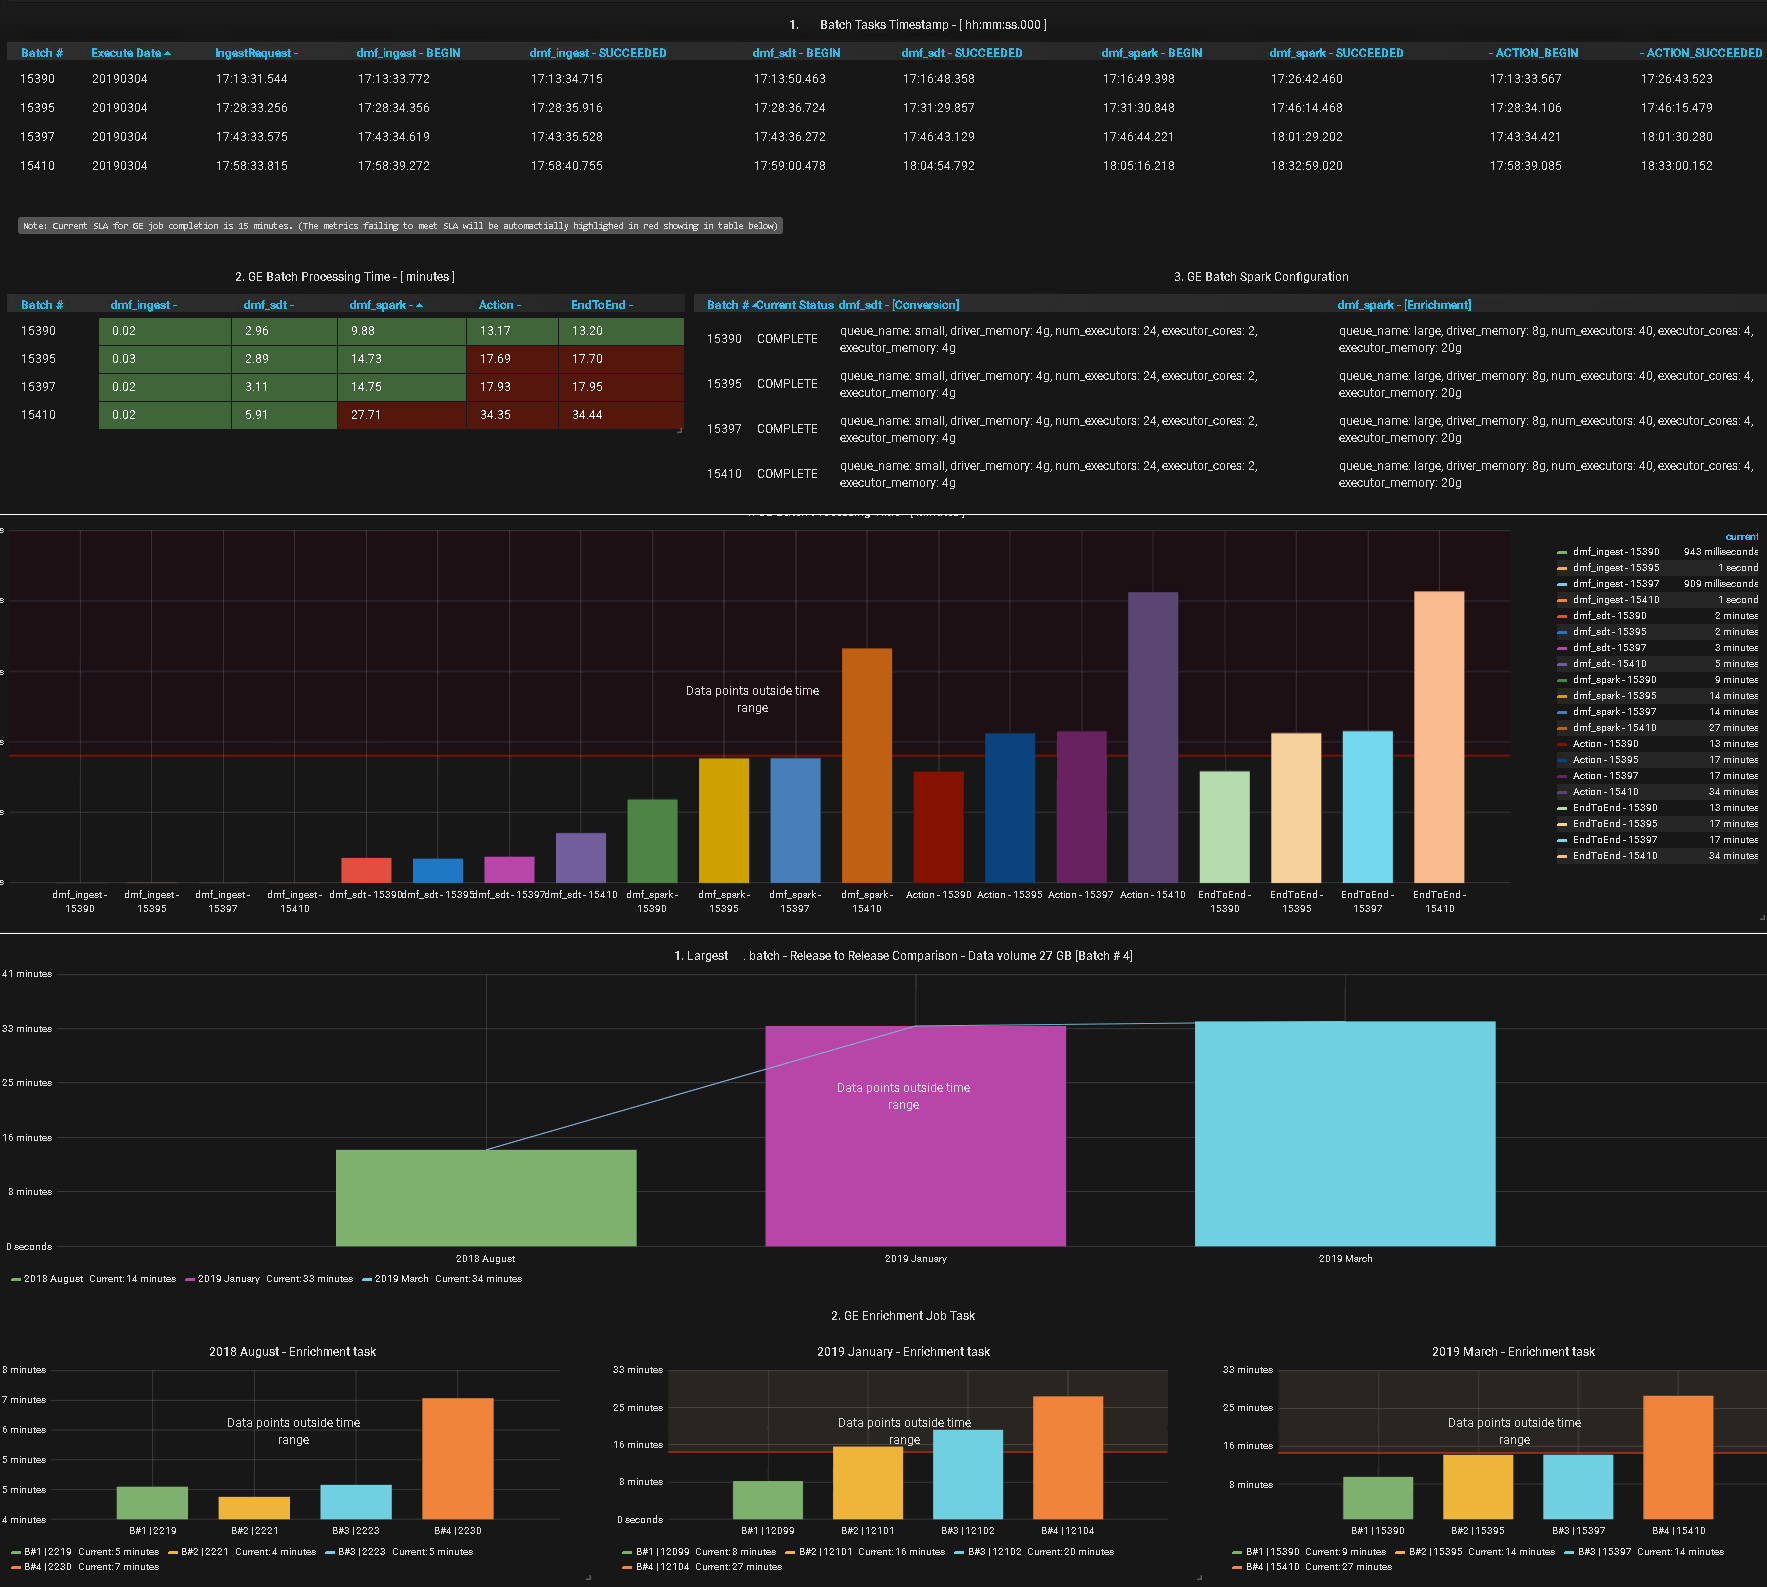 1. Batch Tasks Timestamp - [ hh:mm:ss.000 ]
Batch # Execute Date IngestRequest - dmf_ingest - BEGIN dmf_ingest - SUCCEEDED dmf_sdt - BEGIN dmf_sdt - SUCCEEDED dmf_spark - BEGIN dmf_spark - SUCCEEDED - ACTION_BEGIN - ACTION_SUCCEEDED
15390 20190304 17:13:31.544 17:13:33.772 17:13:34.715 17:13:50.463 17:16:48.358 17:16:49.398 17:26:42.460 17:13:33.567 17:26:43.523
15395 20190304 17:28:33.256 17:28:34.356 17:28:35.916 17:28:36.724 17:31:29.857 17:31:30.848 17:46:14.468 17:28:34.106 17:46:15.479
15397 20190304 17:43:33.575 17:43:34.619 17:43:35.528 17:43:36.272 17:46:43.129 17:46:44.221 18:01:29.202 17:43:34.421 18:01:30.280
15410 20190304 17:58:33.815 17:58:39.272 17:58:40.755 17:59:00.478 18:04:54.792 18:05:16.218 18:32:59.020 17:58:39.085 18:33:00.152
Note: Current SLA for GE job completion is 15 minutes. (The metrics failing to meet SLA will be automactially highlighed in red showing in table below)
2. GE Batch Processing Time - [ minutes ]
Batch # dmf_ingest - dmf_sdt - dmf_spark - Action - EndToEnd -
15390 0.02 2.96 9.88 13.17 13.20
15395 0.03 2.89 14.73 17.69 17.70
15397 0.02 3.11 14.75 17.93 17.95
15410 0.02 5.91 27.71 34.35 34.44
3. GE Batch Spark Configuration
Batch # Current Status dmf_sdt - [Conversion] dmf_spark - [Enrichment]
15390 COMPLETE queue_name: small, driver_memory: 4g, num_executors: 24, executor_cores: 2, queue_name: large, driver_memory: 8g, num_executors: 40, executor_cores: 4,
executor_memory: 4g executor_memory: 20g
15395 COMPLETE queue_name: small, driver_memory: 4g, num_executors: 24, executor_cores: 2, queue_name: large, driver_memory: 8g, num_executors: 40, executor_cores: 4,
executor_memory: 4g executor_memory: 20g
15397 COMPLETE queue_name: small, driver_memory: 4g, num_executors: 24, executor_cores: 2, queue_name: large, driver_memory: 8g, num_executors: 40, executor_cores: 4,
executor_memory: 4g executor_memory: 20g
15410 COMPLETE queue_name: small, driver_memory: 4g, num_executors: 24, executor_cores: 2, queue_name: large, driver_memory: 8g, num_executors: 40, executor_cores: 4,
executor_memory: 4g executor_memory: 20g
Data points outside time
range
dmf_ingest - 15390 dmf_ingest - 15395 dmf_ingest - 15397 dmf_ingest - 15410 dmf_sdt - 15390 dmf_sdt - 15395 dmf_sdt - 15397 dmf_sdt - 15410 dmf_spark - 15390 dmf_spark - 15395 dmf_spark - 15397 dmf_spark - 15410 Action - 15390 Action - 15395 Action - 15397 Action - 15410 EndToEnd - 15390 EndToEnd - 15395 EndToEnd - 15397 EndToEnd - 15410
current
dmf_ingest - 15390 943 milliseconds
dmf_ingest - 15395 1 second
dmf_ingest - 15397 909 milliseconds
dmf_ingest - 15410 1 second
dmf_sdt - 15390 2 minutes
dmf_sdt - 15395 2 minutes
dmf_sdt - 15397 3 minutes
dmf_sdt - 15410 5 minutes
dmf_spark - 15390 9 minutes
dmf_spark - 15395 14 minutes
dmf_spark - 15397 14 minutes
dmf_spark - 15410 27 minutes
Action - 15390 13 minutes
Action - 15395 17 minutes
Action - 15397 17 minutes
Action - 15410 34 minutes
EndToEnd - 15390 13 minutes
EndToEnd - 15395 17 minutes
EndToEnd - 15397 17 minutes
EndToEnd - 15410 34 minutes
1. Largest . batch - Release to Release Comparison - Data volume 27 GB [Batch # 4]
41 minutes
33 minutes
25 minutes
16 minutes
8 minutes
0 seconds
Data points outside time
range
2018 August 2019 January 2019 March
2018 August Current: 14 minutes 2019 January Current: 33 minutes 2019 March Current: 34 minutes
2. GE Enrichment Job Task
2018 August - Enrichment task
8 minutes
7 minutes
6 minutes
5 minutes
5 minutes
4 minutes
Data points outside time
range
B#1 | 2219 B#2 | 2221 B#3 | 2223 B#4 | 2230
B#1 | 2219 Current: 5 minutes B#2 | 2221 Current: 4 minutes B#3 | 2223 Current: 5 minutes
B#4 | 2230 Current: 7 minutes
2019 January - Enrichment task
33 minutes
25 minutes
16 minutes
8 minutes
0 seconds
Data points outside time
range
B#1 | 12099 B#2 | 12101 B#3 | 12102 B#4 | 12104
B#1 | 12099 Current: 8 minutes B#2 | 12101 Current: 16 minutes B#3 | 12102 Current: 20 minutes
B#4 | 12104 Current: 27 minutes
2019 March - Enrichment task
33 minutes
25 minutes
16 minutes
8 minutes
Data points outside time
range
B#1 | 15390 B#2 | 15395 B#3 | 15397 B#4 | 15410
B#1 | 15390 Current: 9 minutes B#2 | 15395 Current: 14 minutes B#3 | 15397 Current: 14 minutes
B#4 | 15410 Current: 27 minutes